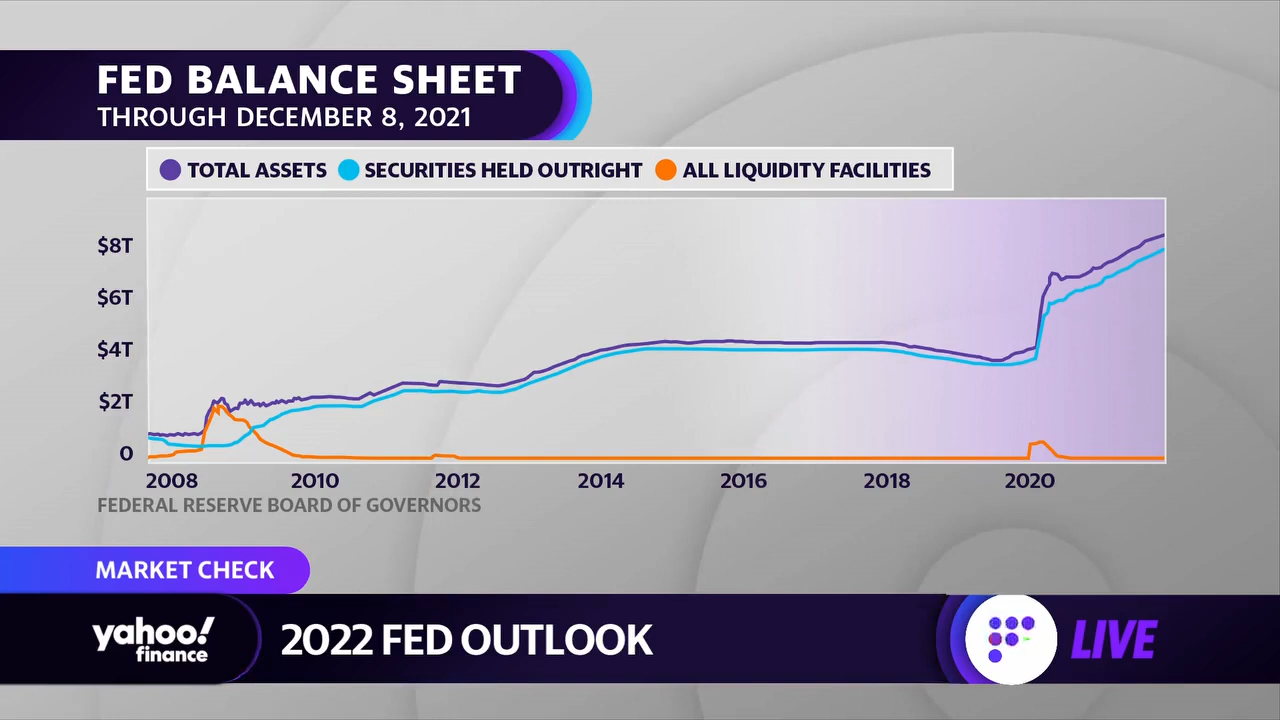 FED BALANCE SHEET
THROUGH DECEMBER 8, 2021
TOTAL ASSETS SECURITIES HELD OUTRIGHT ALL LIQUIDITY FACILITIES
$8T
$6T
$4T
$2T
0
2008 2010 2012 2014 2016 2018 2020
FEDERAL RESERVE BOARD OF GOVERNORS
MARKET CHECK
yahoo!
finance
2022 FED OUTLOOK
LIVE